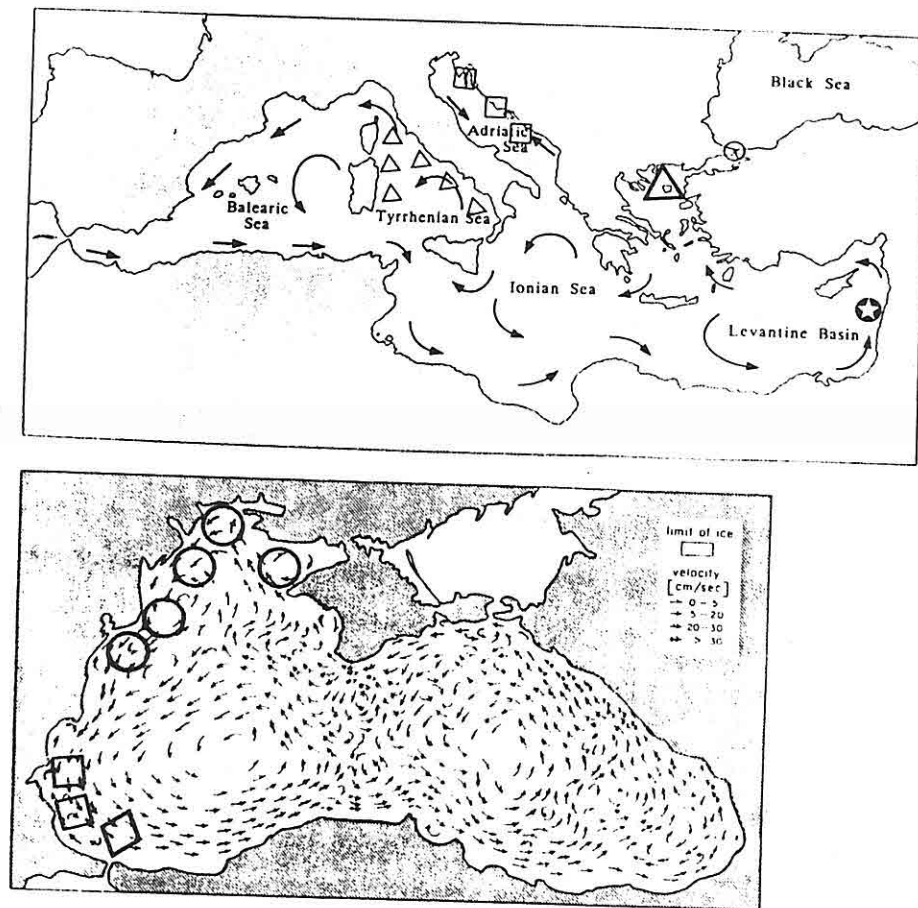 Black Sea
Adriatic
Sea
Balearic
Sea
Tyrrhenian Sea
Ionian Sea
Levantine Basin
limit of ice
velocity
[cm/sec]
0-5
5-20
20-30
> 30